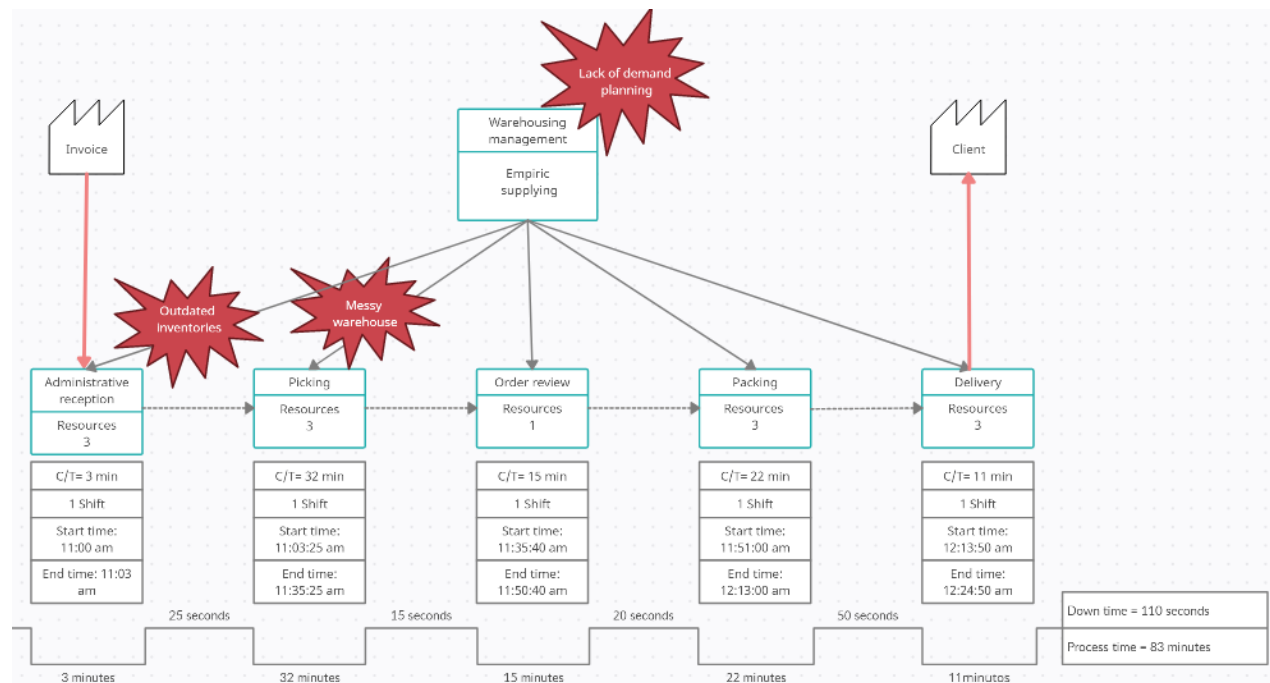 Lack of demand
planning
Warehousing
management
Empiric
supplying
Invoice
Client
Outdated
inventories
Messy
warehouse
Administrative
reception
Resources
3
Picking
Resources
3
Order review
Resources
1
Packing
Resources
3
Delivery
Resources
3
C/T= 3 min
1 Shift
Start time:
11:00 am
End time: 11:03
am
C/T= 32 min
1 Shift
Start time:
11:03:25 am
End time:
11:35:25 am
C/T= 15 min
1 Shift
Start time:
11:35:40 am
End time:
11:50:40 am
C/T= 22 min
1 Shift
Start time:
11:51:00 am
End time:
12:13:00 am
C/T= 11 min
1 Shift
Start time:
12:13:50 am
End time:
12:24:50 am
25 seconds
15 seconds
20 seconds
50 seconds
Down time = 110 seconds
Process time = 83 minutes
3 minutes
32 minutes
15 minutes
22 minutes
11minutos